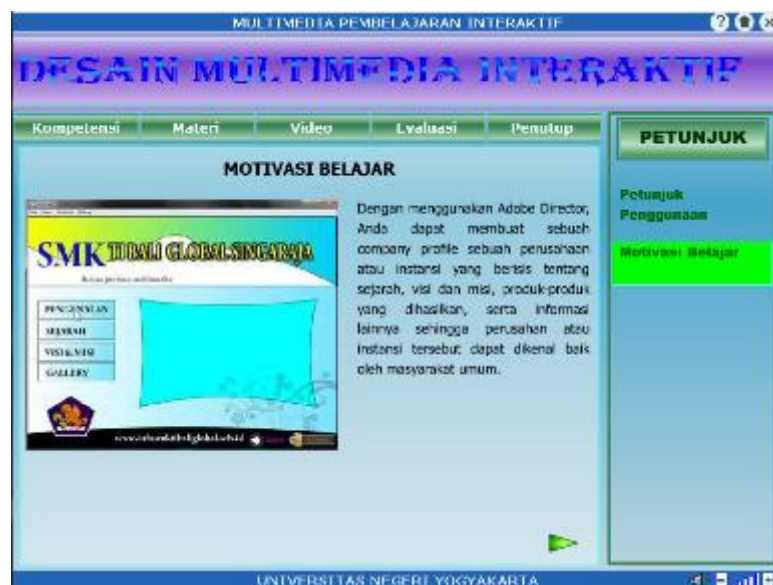 MULTIMEDIA PEMBELAJARAN INTERAKTIF
DESAIN MULTIMEDIA INTERAKTIF
Kompetensi Materi Video Evaluasi Penutup
PETUNJUK
Petunjuk
Penggunaan
Motivasi Belajar
MOTIVASI BELAJAR
SMK TI BALI GLOBAL SINGARAJA
PENGENALAN
SEJARAH
VISI & MISI
GALLERY
Dengan menggunakan Adobe Director,
Anda dapat membuat sebuah
company profile sebuah perusahaan
atau instansi yang berisis tentang
sejarah, visi dan misi, produk-produk
yang dihasilkan, serta informasi
lainnya sehingga perusahan atau
instansi tersebut dapat dikenal baik
oleh masyarakat umum.
UNIVERSITAS NEGERI YOGYAKARTA